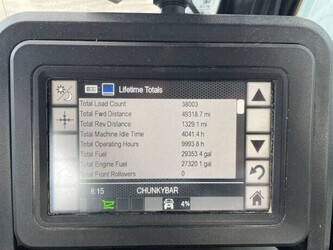 Lifetime Totals
Total Load Count 38003
Total Fwd Distance 48318.7 mi
Total Rev Distance 1329.1 mi
Total Machine Idle Time 4041.4 h
Total Operating Hours 9993.8 h
Total Fuel 29353.4 gal
Total Engine Fuel 27320.1 gal
Total Front Rollovers 0
8:15 CHUNKYBAR
4%